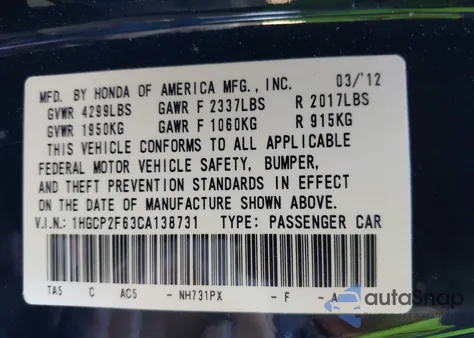 MFD. BY HONDA OF AMERICA MFG., INC. 03/'12
GVWR 4299LBS GAWR F 2337LBS R 2017LBS
GVWR 1950KG GAWR F 1060KG R 915KG
THIS VEHICLE CONFORMS TO ALL APPLICABLE
FEDERAL MOTOR VEHICLE SAFETY, BUMPER,
AND THEFT PREVENTION STANDARDS IN EFFECT
ON THE DATE OF MANUFACTURE SHOWN ABOVE.
V.I.N.: 1HGCP2F63CA138731 TYPE: PASSENGER CAR
TA5 C AC5 - NH731PX - F - A
autoSnap